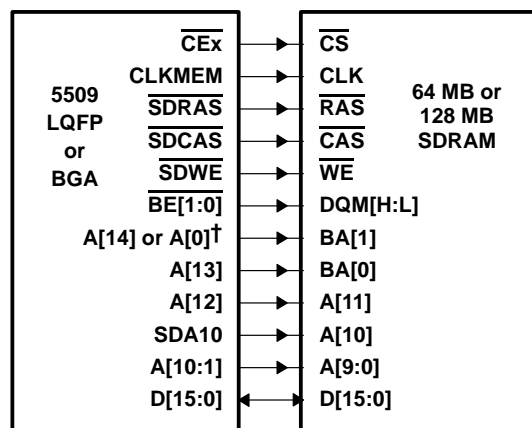 5509
LQFP
or
BGA
CEx
CLKMEM
SDRAS
SDCAS
SDWE
BE[1:0]
A[14] or A[0]†
A[13]
A[12]
SDA10
A[10:1]
D[15:0]
CS
CLK
RAS
CAS
WE
DQM[H:L]
BA[1]
BA[0]
A[11]
A[10]
A[9:0]
D[15:0]
64 MB or
128 MB
SDRAM